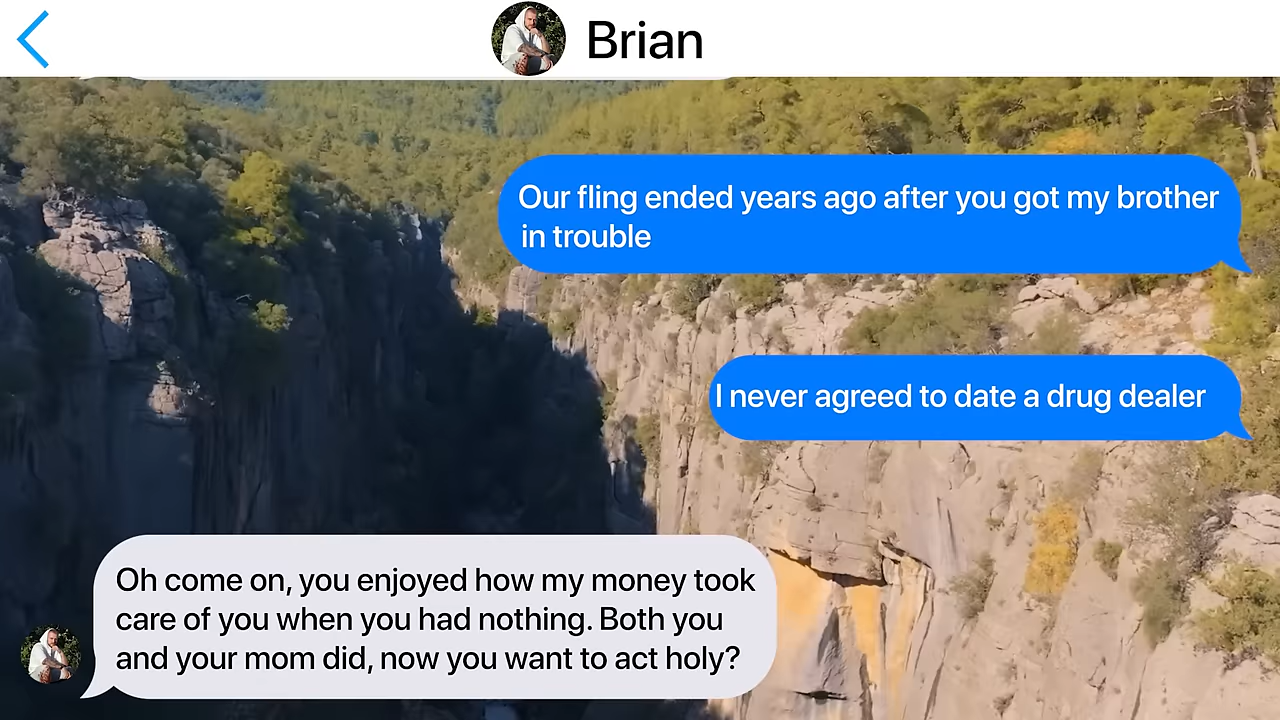 Brian
Our fling ended years ago after you got my brother
in trouble
I never agreed to date a drug dealer
Oh come on, you enjoyed how my money took
care of you when you had nothing. Both you
and your mom did, now you want to act holy?